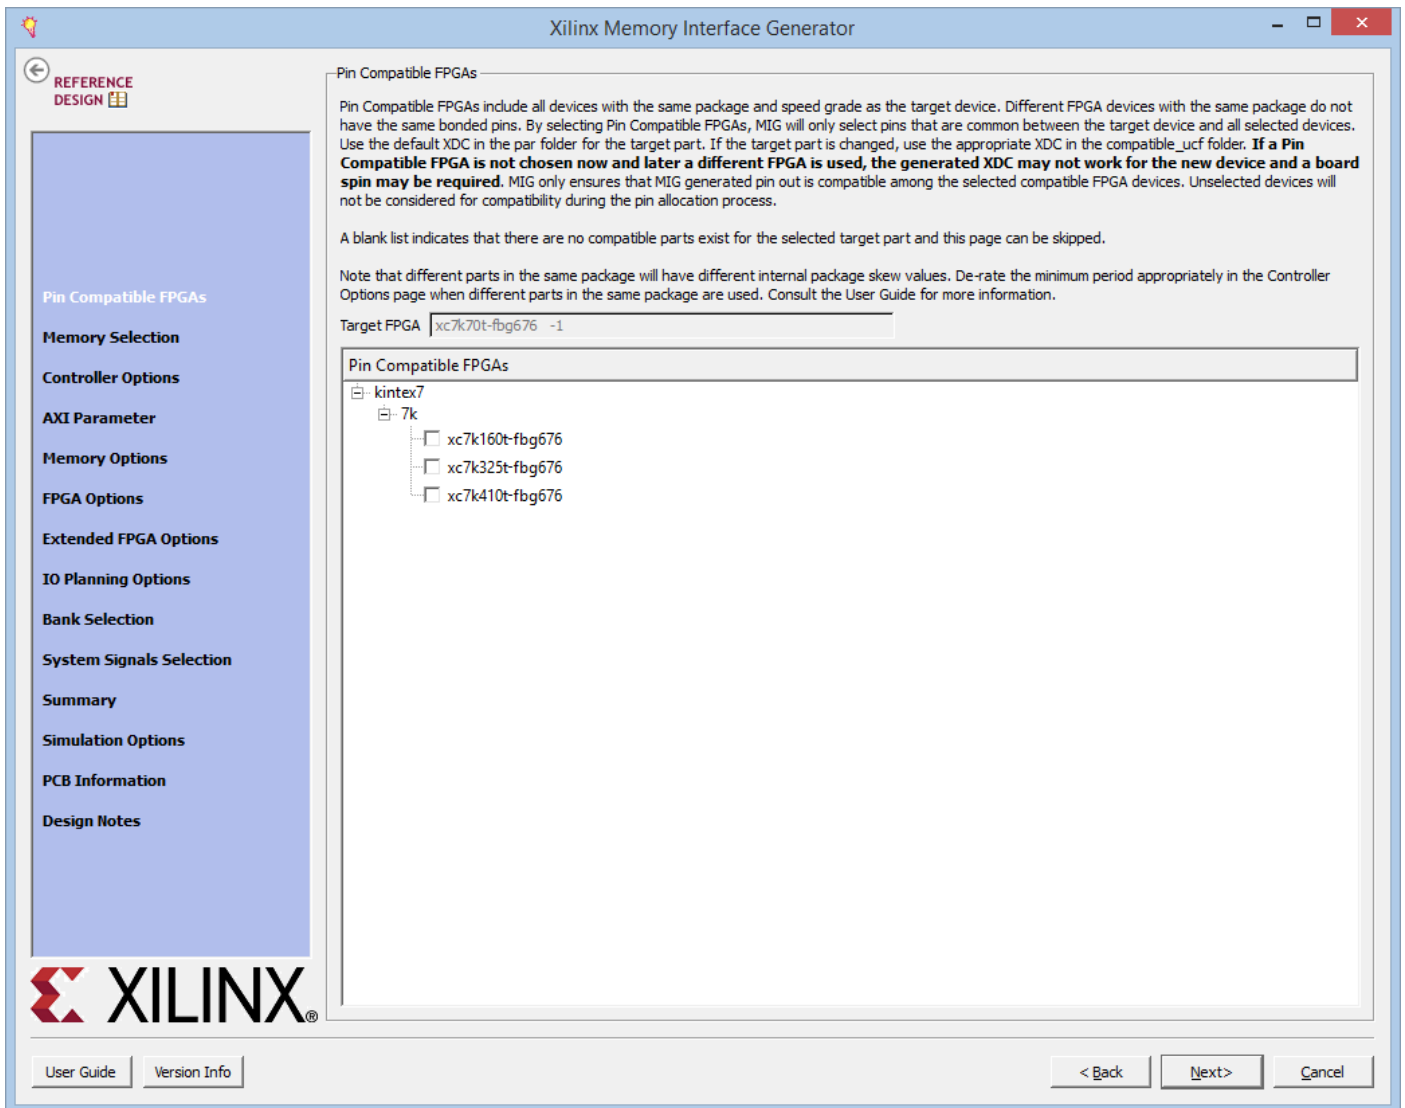 Xilinx Memory Interface Generator
REFERENCE
DESIGN
Pin Compatible FPGAs
Memory Selection
Controller Options
AXI Parameter
Memory Options
FPGA Options
Extended FPGA Options
IO Planning Options
Bank Selection
System Signals Selection
Summary
Simulation Options
PCB Information
Design Notes
XILINX®
Pin Compatible FPGAs
Pin Compatible FPGAs include all devices with the same package and speed grade as the target device. Different FPGA devices with the same package do not
have the same bonded pins. By selecting Pin Compatible FPGAs, MIG will only select pins that are common between the target device and all selected devices.
Use the default XDC in the par folder for the target part. If the target part is changed, use the appropriate XDC in the compatible_ucf folder. If a Pin
Compatible FPGA is not chosen now and later a different FPGA is used, the generated XDC may not work for the new device and a board
spin may be required. MIG only ensures that MIG generated pin out is compatible among the selected compatible FPGA devices. Unselected devices will
not be considered for compatibility during the pin allocation process.
A blank list indicates that there are no compatible parts exist for the selected target part and this page can be skipped.
Note that different parts in the same package will have different internal package skew values. De-rate the minimum period appropriately in the Controller
Options page when different parts in the same package are used. Consult the User Guide for more information.
Target FPGA xc7k70t-fbg676 -1
Pin Compatible FPGAs
kintex7
7k
xc7k160t-fbg676
xc7k325t-fbg676
xc7k410t-fbg676
User Guide Version Info < Back Next> Cancel